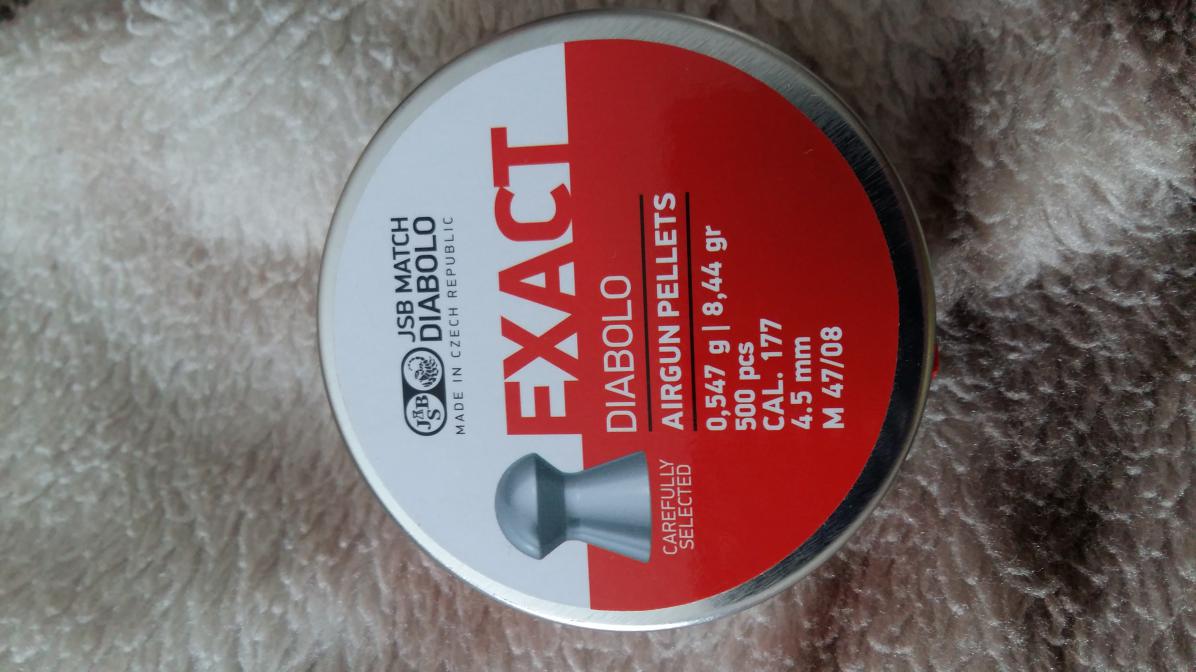 JSB
JSB MATCH
DIABOLO
MADE IN CZECH REPUBLIC
EXACT
DIABOLO
AIRGUN PELLETS
CAREFULLY
SELECTED
0,547 g | 8,44 gr
500 pcs
CAL. 177
4.5 mm
M 47/08